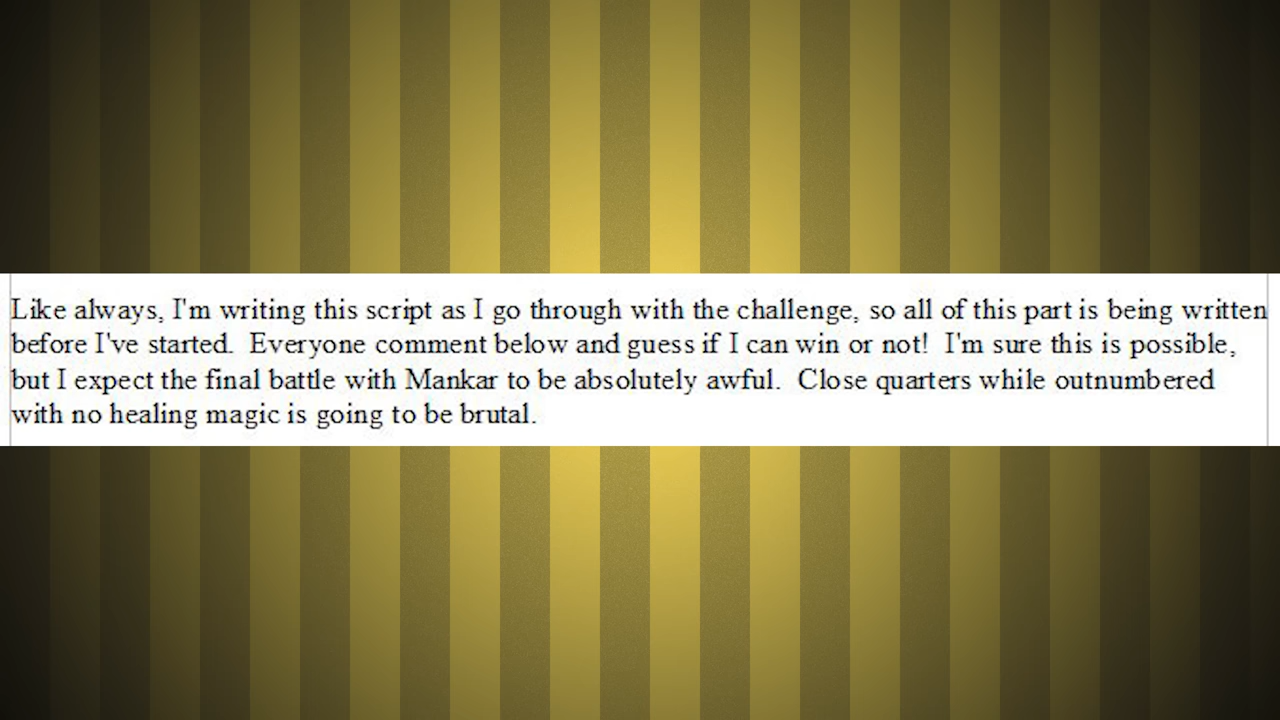 Like always, I'm writing this script as I go through with the challenge, so all of this part is being written
before I've started.  Everyone comment below and guess if I can win or not!  I'm sure this is possible,
but I expect the final battle with Mankar to be absolutely awful.  Close quarters while outnumbered
with no healing magic is going to be brutal.